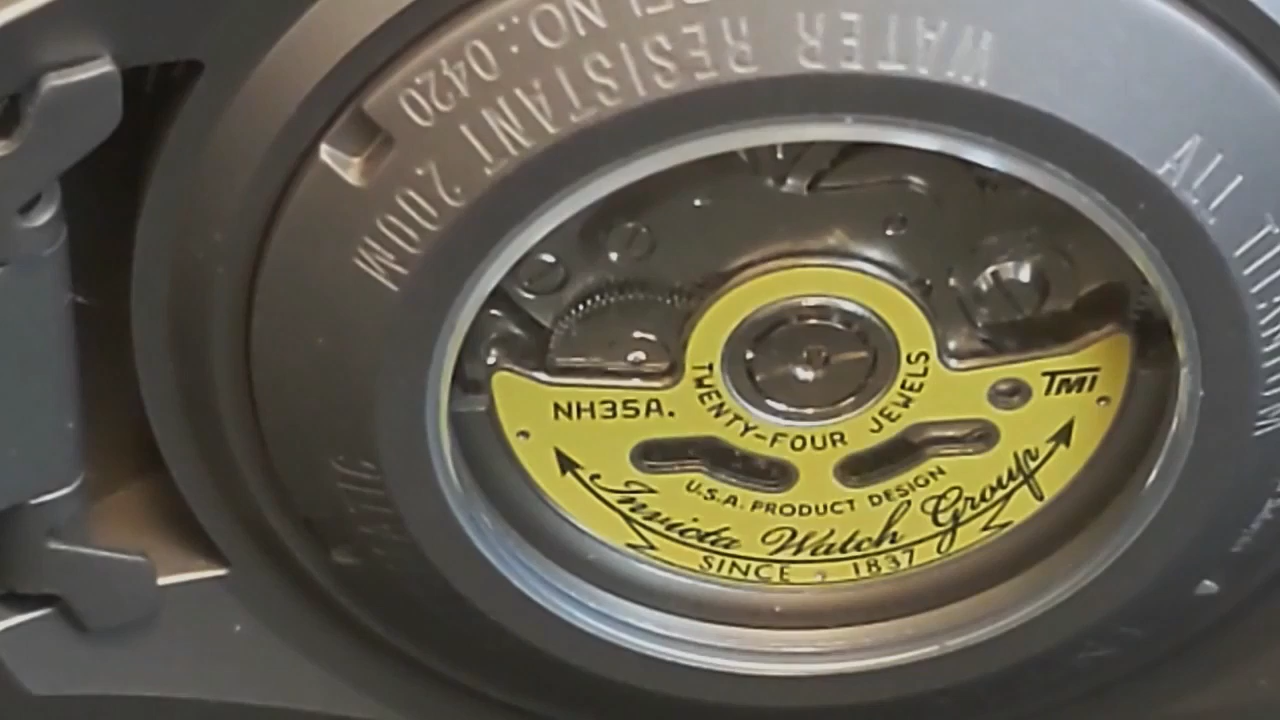 NO.: 0420
WATER RESISTANT 200M
ALL TITANIUM
NH35A.
TWENTY-FOUR JEWELS
TMI
U.S.A. PRODUCT DESIGN
Invicta Watch Group
SINCE 1837